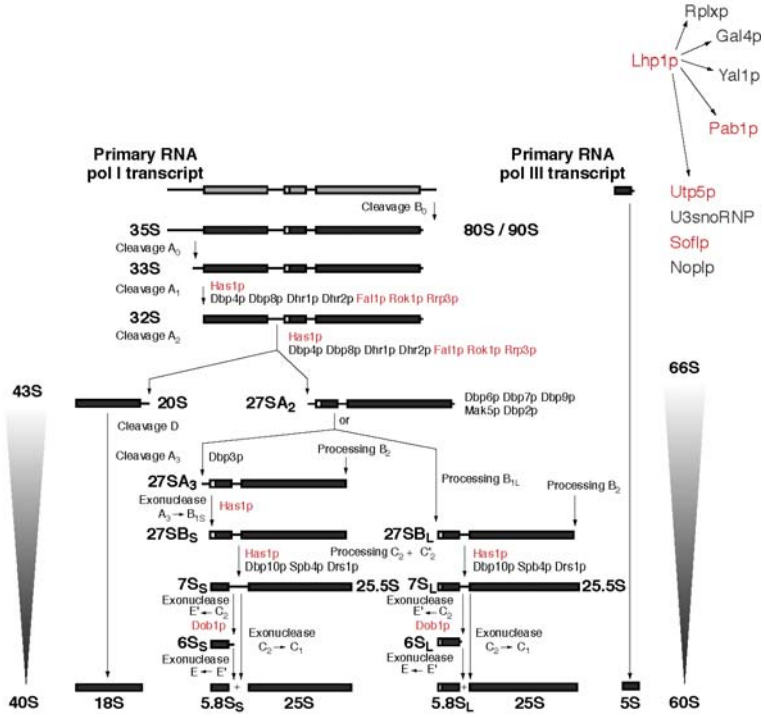 Rplxp
Gal4p
Lhp1p
Yal1p
Pab1p
Primary RNA
pol I transcript
Primary RNA
pol III transcript
Utp5p
U3snoRNP
Soflp
Noplp
Cleavage B₀
35S
80S / 90S
Cleavage A₀
33S
Cleavage A₁
Has1p
Dbp4p Dbp8p Dhr1p Dhr2p Fal1p Rok1p Rrp3p
32S
Cleavage A₂
Has1p
Dbp4p Dbp8p Dhr1p Dhr2p Fal1p Rok1p Rrp3p
43S
66S
20S
27SA₂
Dbp6p Dbp7p Dbp9p
Mak5p Dbp2p
Cleavage D
or
Cleavage A₃
Dbp3p
Processing B₂
27SA₃
Processing B₁L
Processing B₂
Exonuclease
A₃→B₁S
Has1p
27SBS
27SBL
Has1p
Dbp10p Spb4p Drs1p
Processing C₂ + C'₂
Has1p
Dbp10p Spb4p Drs1p
7SS
25.5S
7SL
25.5S
Exonuclease
E'← C₂
Exonuclease
E'← C₂
Dob1p
Dob1p
6SS
Exonuclease
C₂→ C₁
6SL
Exonuclease
C₂→ C₁
Exonuclease
E ← E'
Exonuclease
E ← E'
+
+
40S
18S
5.8SS
25S
5.8SL
25S
5S
60S